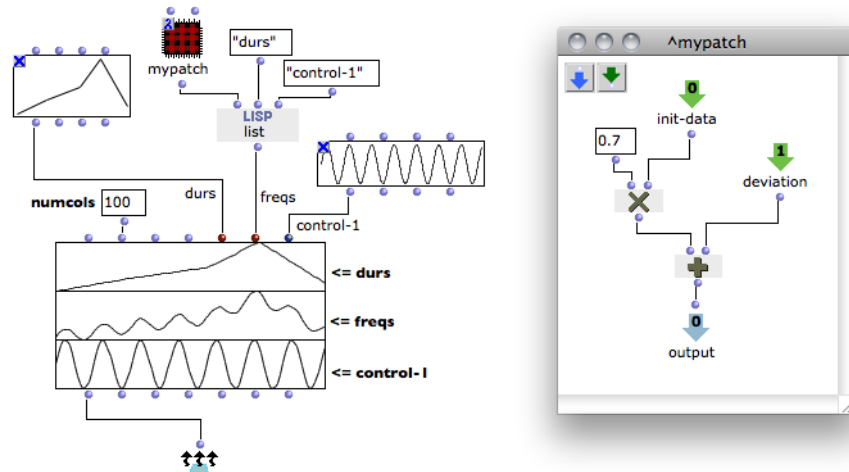 mypatch
"durs"
"control-1"
LISP
list
numcols
100
durs
freqs
control-1
<= durs
<= freqs
<= control-1
^mypatch
0
init-data
0.7
1
deviation
0
output